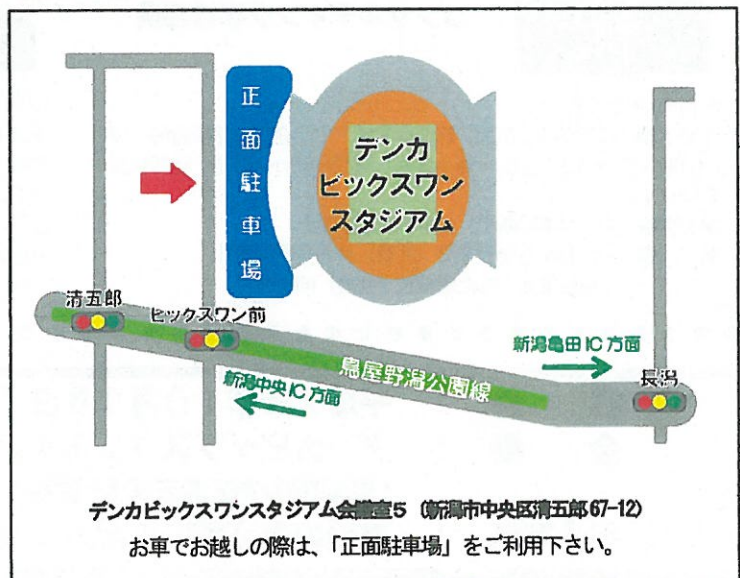 正面駐車場
デンカ
ビックスワン
スタジアム
清五郎
ビックスワン前
新潟亀田IC方面
鳥屋野潟公園線
長潟
新潟中央IC方面
デンカビックスワンスタジアム会議室5（新潟市中央区清五郎67-12）
お車でお越しの際は、「正面駐車場」をご利用下さい。